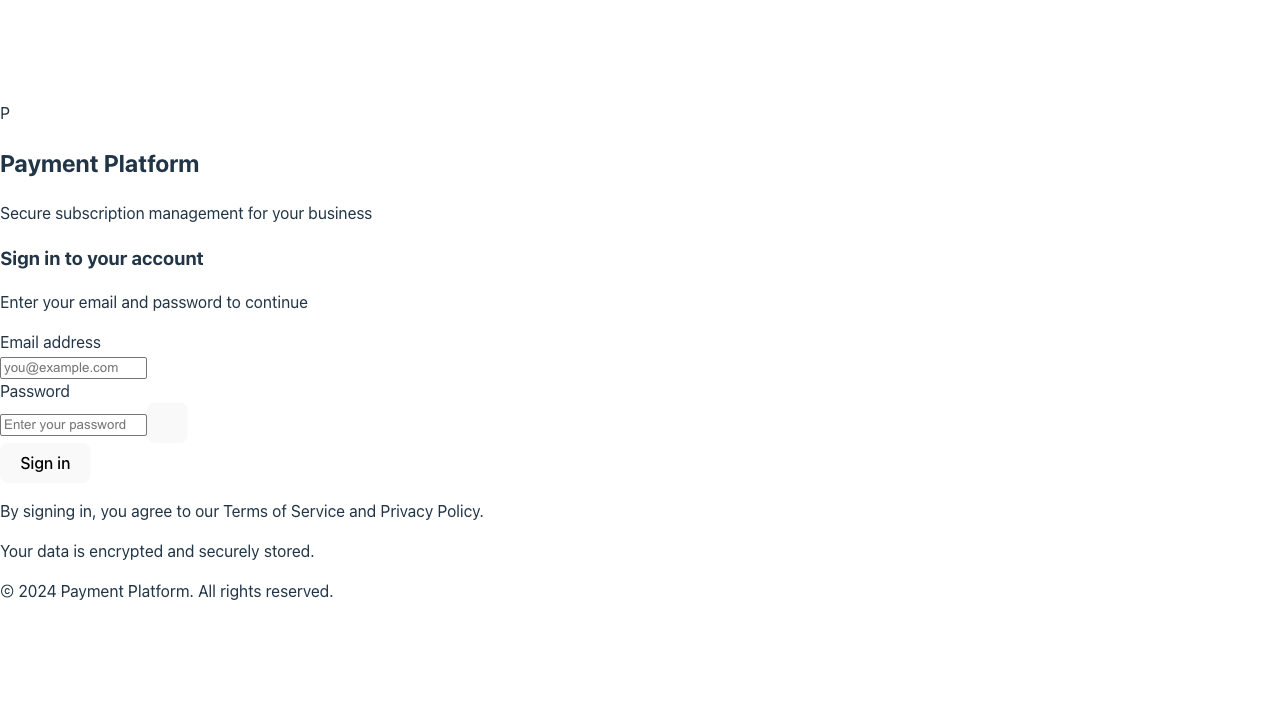 P
Payment Platform
Secure subscription management for your business
Sign in to your account
Enter your email and password to continue
Email address
you@example.com
Password
Enter your password
Sign in
By signing in, you agree to our Terms of Service and Privacy Policy.
Your data is encrypted and securely stored.
© 2024 Payment Platform. All rights reserved.